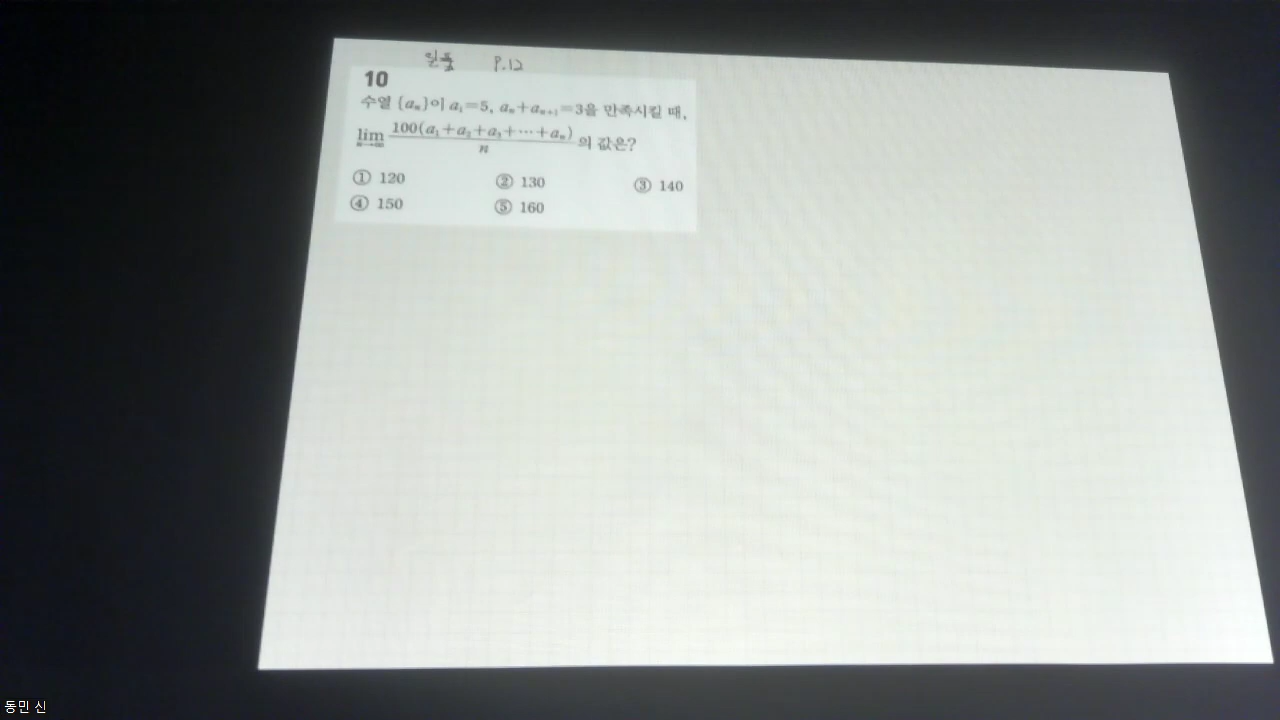 일품 P.12
10
수열 {aₙ}이 a₁=5, aₙ+aₙ₊₁=3을 만족시킬 때,
lim n→∞ 100(a₁+a₂+a₃+⋯+aₙ)/n 의 값은?
① 120 ② 130 ③ 140
④ 150 ⑤ 160
동민 신